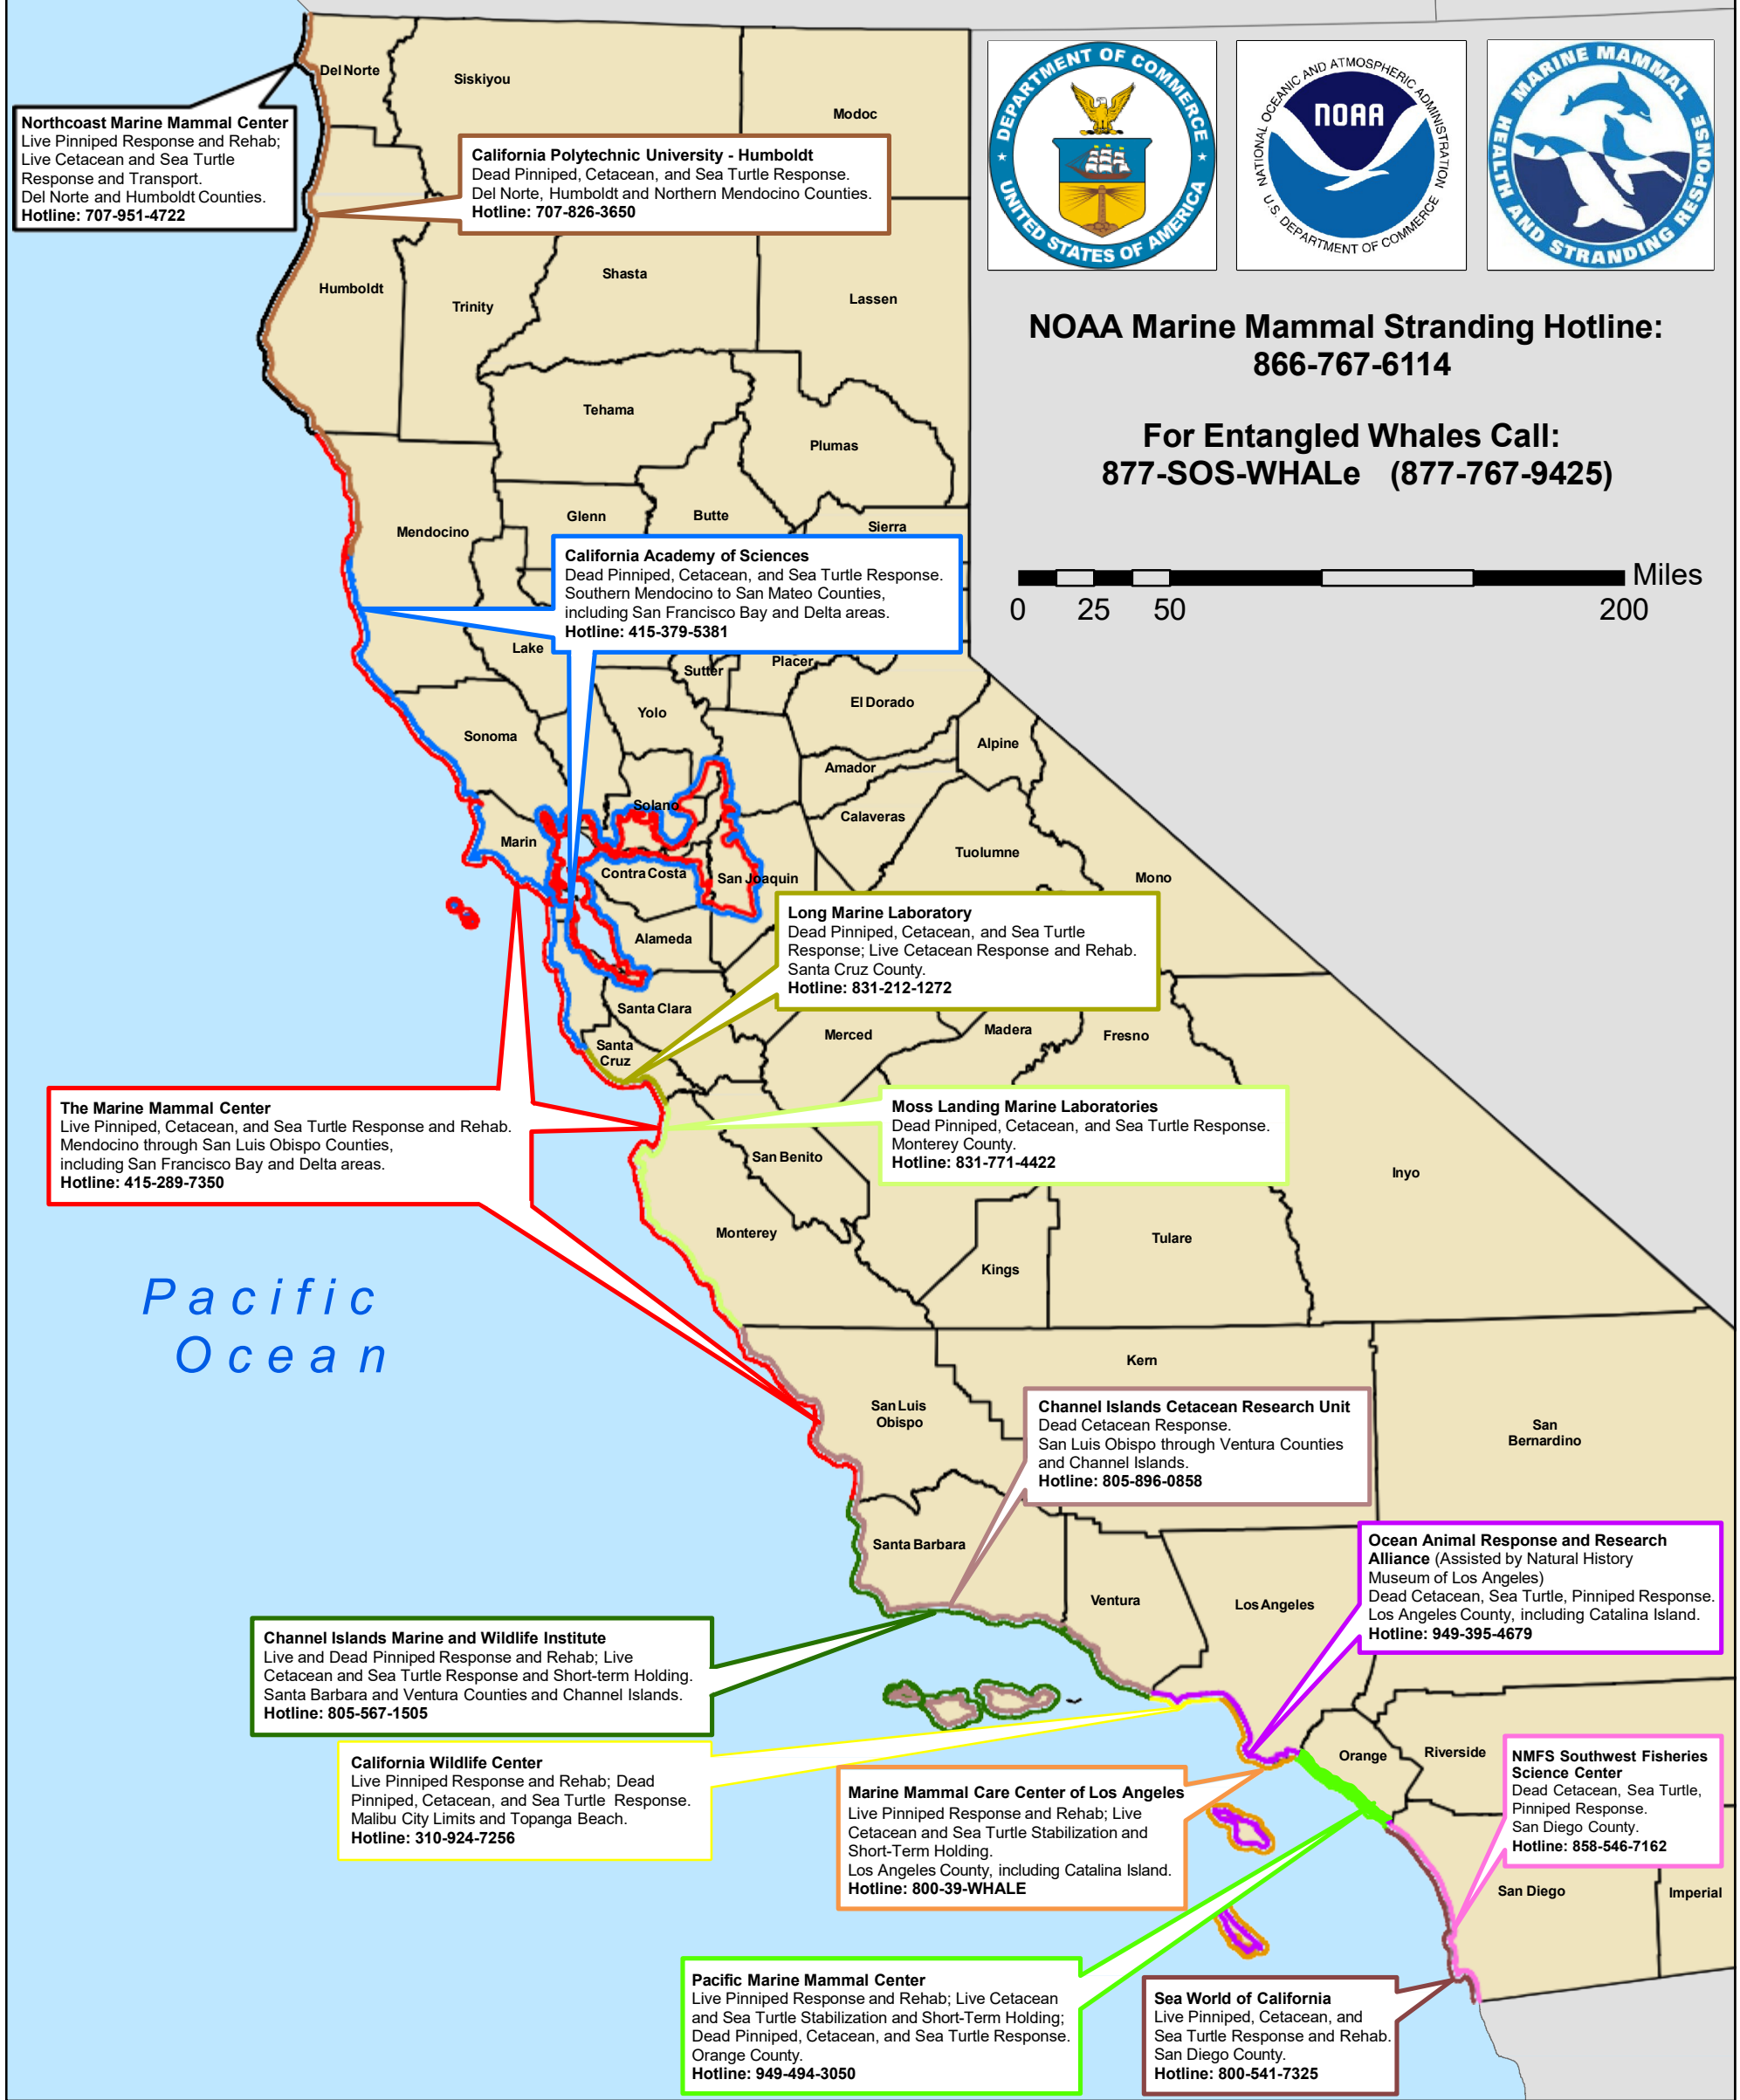 Del Norte
Siskiyou
Modoc
Northcoast Marine Mammal Center
Live Pinniped Response and Rehab;
Live Cetacean and Sea Turtle
Response and Transport.
Del Norte and Humboldt Counties.
Hotline: 707-951-4722
California Polytechnic University - Humboldt
Dead Pinniped, Cetacean, and Sea Turtle Response.
Del Norte, Humboldt and Northern Mendocino Counties.
Hotline: 707-826-3650
DEPARTMENT OF COMMERCE
UNITED STATES OF AMERICA
NATIONAL OCEANIC AND ATMOSPHERIC ADMINISTRATION
NOAA
U.S. DEPARTMENT OF COMMERCE
MARINE MAMMAL
HEALTH AND STRANDING RESPONSE
NOAA Marine Mammal Stranding Hotline:
866-767-6114
For Entangled Whales Call:
877-SOS-WHALe (877-767-9425)
Miles
0 25 50 200
Humboldt
Trinity
Shasta
Lassen
Tehama
Plumas
Mendocino
Glenn
Butte
Sierra
California Academy of Sciences
Dead Pinniped, Cetacean, and Sea Turtle Response.
Southern Mendocino to San Mateo Counties,
including San Francisco Bay and Delta areas.
Hotline: 415-379-5381
Lake
Sutter
Placer
Yolo
El Dorado
Sonoma
Alpine
Amador
Solano
Calaveras
Marin
Tuolumne
Contra Costa
San Joaquin
Mono
Long Marine Laboratory
Dead Pinniped, Cetacean, and Sea Turtle
Response; Live Cetacean Response and Rehab.
Santa Cruz County.
Hotline: 831-212-1272
Alameda
Santa Clara
Merced
Madera
Fresno
Santa
Cruz
The Marine Mammal Center
Live Pinniped, Cetacean, and Sea Turtle Response and Rehab.
Mendocino through San Luis Obispo Counties,
including San Francisco Bay and Delta areas.
Hotline: 415-289-7350
Moss Landing Marine Laboratories
Dead Pinniped, Cetacean, and Sea Turtle Response.
Monterey County.
Hotline: 831-771-4422
San Benito
Inyo
Monterey
Tulare
Kings
Pacific
Ocean
Kern
San Luis
Obispo
Channel Islands Cetacean Research Unit
Dead Cetacean Response.
San Luis Obispo through Ventura Counties
and Channel Islands.
Hotline: 805-896-0858
San
Bernardino
Santa Barbara
Ventura
Los Angeles
Ocean Animal Response and Research
Alliance (Assisted by Natural History
Museum of Los Angeles)
Dead Cetacean, Sea Turtle, Pinniped Response.
Los Angeles County, including Catalina Island.
Hotline: 949-395-4679
Channel Islands Marine and Wildlife Institute
Live and Dead Pinniped Response and Rehab; Live
Cetacean and Sea Turtle Response and Short-term Holding.
Santa Barbara and Ventura Counties and Channel Islands.
Hotline: 805-567-1505
California Wildlife Center
Live Pinniped Response and Rehab; Dead
Pinniped, Cetacean, and Sea Turtle Response.
Malibu City Limits and Topanga Beach.
Hotline: 310-924-7256
Orange
Riverside
Marine Mammal Care Center of Los Angeles
Live Pinniped Response and Rehab; Live
Cetacean and Sea Turtle Stabilization and
Short-Term Holding.
Los Angeles County, including Catalina Island.
Hotline: 800-39-WHALE
NMFS Southwest Fisheries
Science Center
Dead Cetacean, Sea Turtle,
Pinniped Response.
San Diego County.
Hotline: 858-546-7162
San Diego
Imperial
Pacific Marine Mammal Center
Live Pinniped Response and Rehab; Live Cetacean
and Sea Turtle Stabilization and Short-Term Holding;
Dead Pinniped, Cetacean, and Sea Turtle Response.
Orange County.
Hotline: 949-494-3050
Sea World of California
Live Pinniped, Cetacean, and
Sea Turtle Response and Rehab.
San Diego County.
Hotline: 800-541-7325